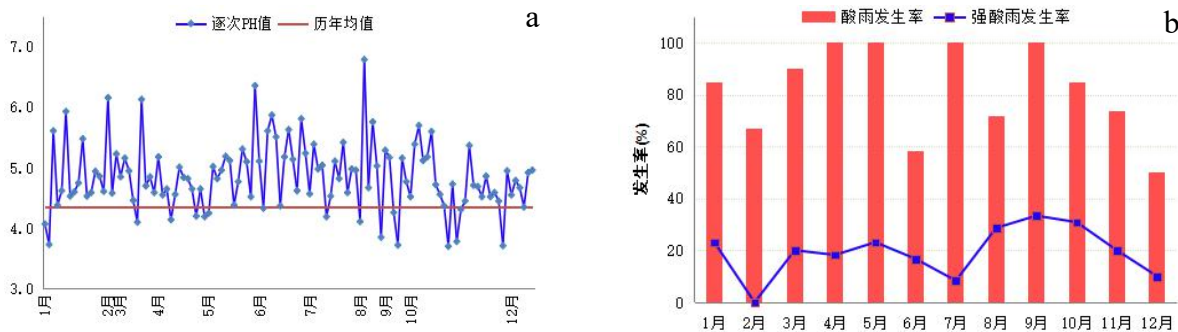 逐次PH值 历年均值 a
7.0
6.0
5.0
4.0
3.0
1月 2月 3月 4月 5月 6月 7月 8月 9月 10月 12月
酸雨发生率 强酸雨发生率 b
发生率(%)
100
80
60
40
20
0
1月 2月 3月 4月 5月 6月 7月 8月 9月 10月 11月 12月